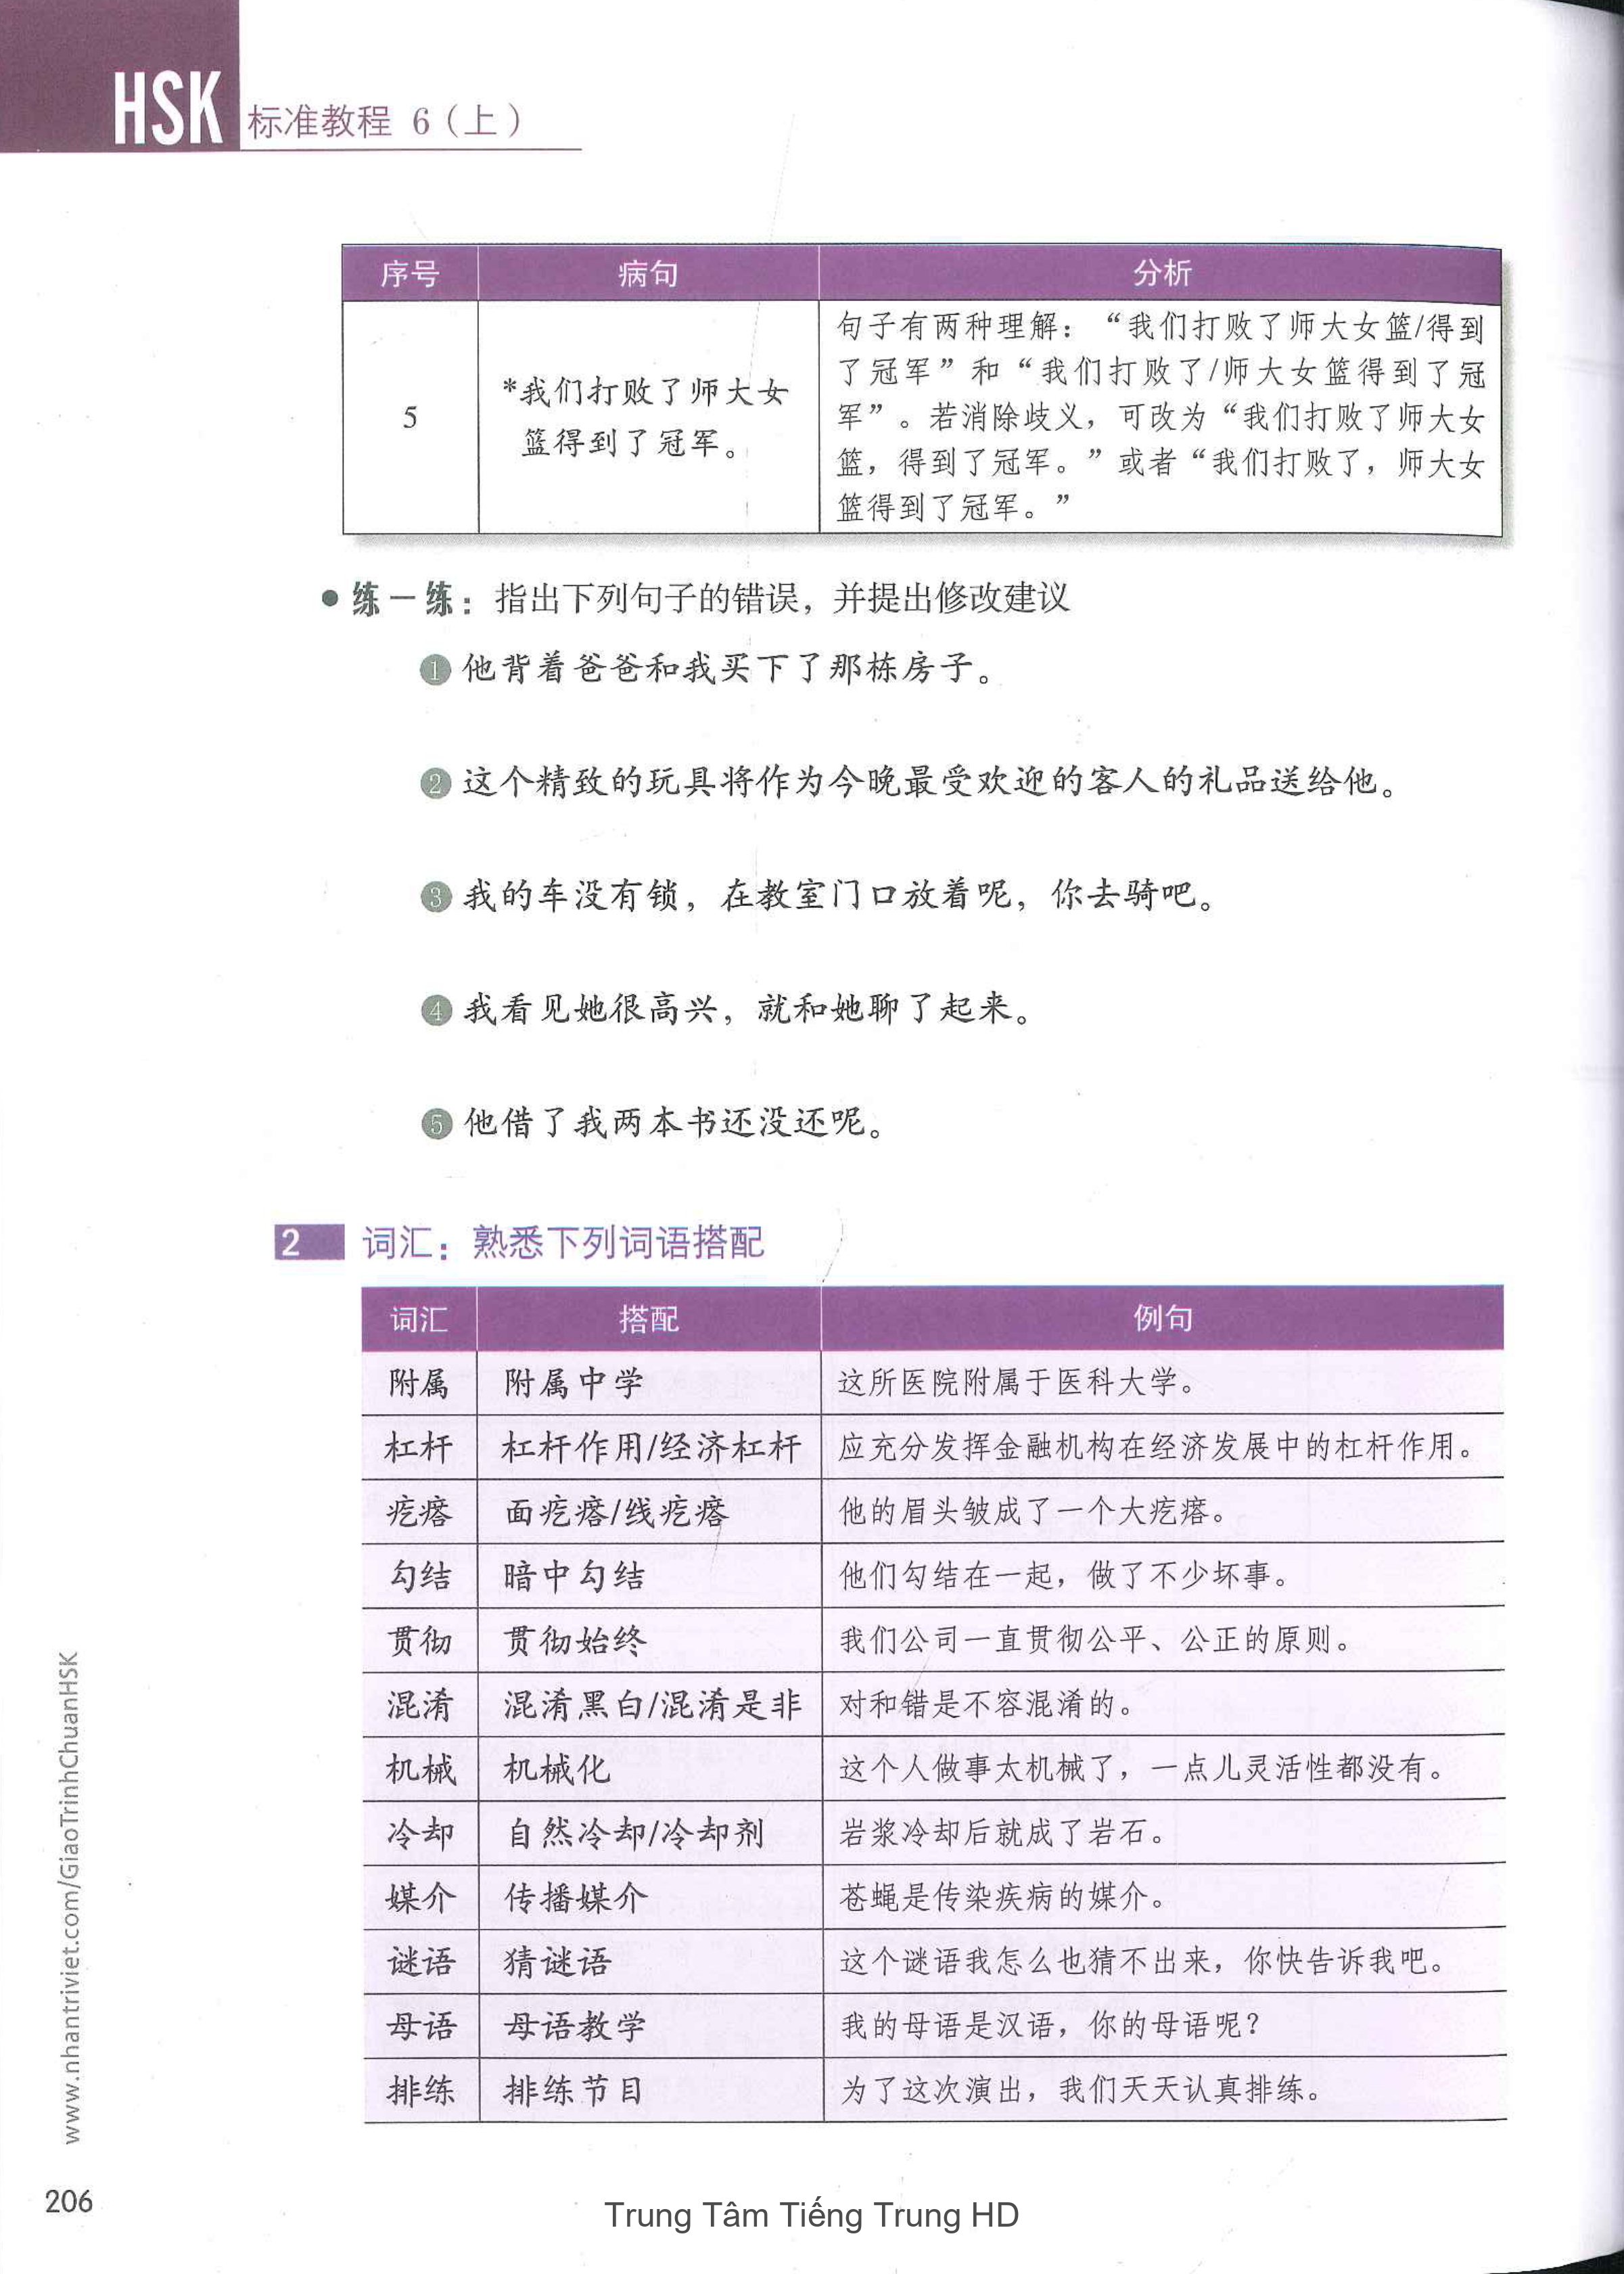 HSK 标准教程 6（上）
序号 病句 分析
5
*我们打败了师大女
篮得到了冠军。
句子有两种理解：“我们打败了师大女篮/得到
了冠军”和“我们打败了/师大女篮得到了冠
军”。若消除歧义，可改为“我们打败了师大女
篮，得到了冠军。”或者“我们打败了，师大女
篮得到了冠军。”
● 练一练：指出下列句子的错误，并提出修改建议
❶ 他背着爸爸和我买下了那栋房子。
❷ 这个精致的玩具将作为今晚最受欢迎的客人的礼品送给他。
❸ 我的车没有锁，在教室门口放着呢，你去骑吧。
❹ 我看见她很高兴，就和她聊了起来。
❺ 他借了我两本书还没还呢。
2 词汇：熟悉下列词语搭配
词汇 搭配 例句
附属 附属中学 这所医院附属于医科大学。
杠杆 杠杆作用/经济杠杆 应充分发挥金融机构在经济发展中的杠杆作用。
疙瘩 面疙瘩/线疙瘩 他的眉头皱成了一个大疙瘩。
勾结 暗中勾结 他们勾结在一起，做了不少坏事。
贯彻 贯彻始终 我们公司一直贯彻公平、公正的原则。
混淆 混淆黑白/混淆是非 对和错是不容混淆的。
机械 机械化 这个人做事太机械了，一点儿灵活性都没有。
冷却 自然冷却/冷却剂 岩浆冷却后就成了岩石。
媒介 传播媒介 苍蝇是传染疾病的媒介。
谜语 猜谜语 这个谜语我怎么也猜不出来，你快告诉我吧。
母语 母语教学 我的母语是汉语，你的母语呢？
排练 排练节目 为了这次演出，我们天天认真排练。
www.nhantriviet.com/GiaoTrinhChuanHSK
206
Trung Tâm Tiếng Trung HD